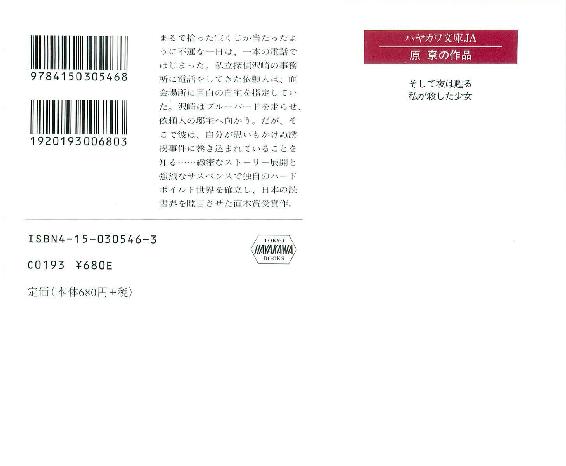 9784150305468
1920193006803
ISBN4-15-030546-3
C0193 ¥680E
定価(本体680円+税)
まるで拾った宝くじが当たったよ
うに不運な一日は、一本の電話で
はじまった。私立探偵沢崎の事務
所に電話をしてきた依頼人は、面
会場所に目白の自宅を指定してい
た。沢崎はブルーバードを走らせ、
依頼人の邸宅へ向かう。だが、そ
こで彼は、自分が思いもかけぬ誘
拐事件に巻き込まれていることを
知る……緻密なストーリー展開と
強烈なサスペンスで独自のハード
ボイルド世界を確立し、日本の読
書界を瞠目させた直木賞受賞作。
TOKYO
HAYAKAWA
BOOKS
ハヤカワ文庫JA
原 尞の作品
そして夜は甦る
私が殺した少女